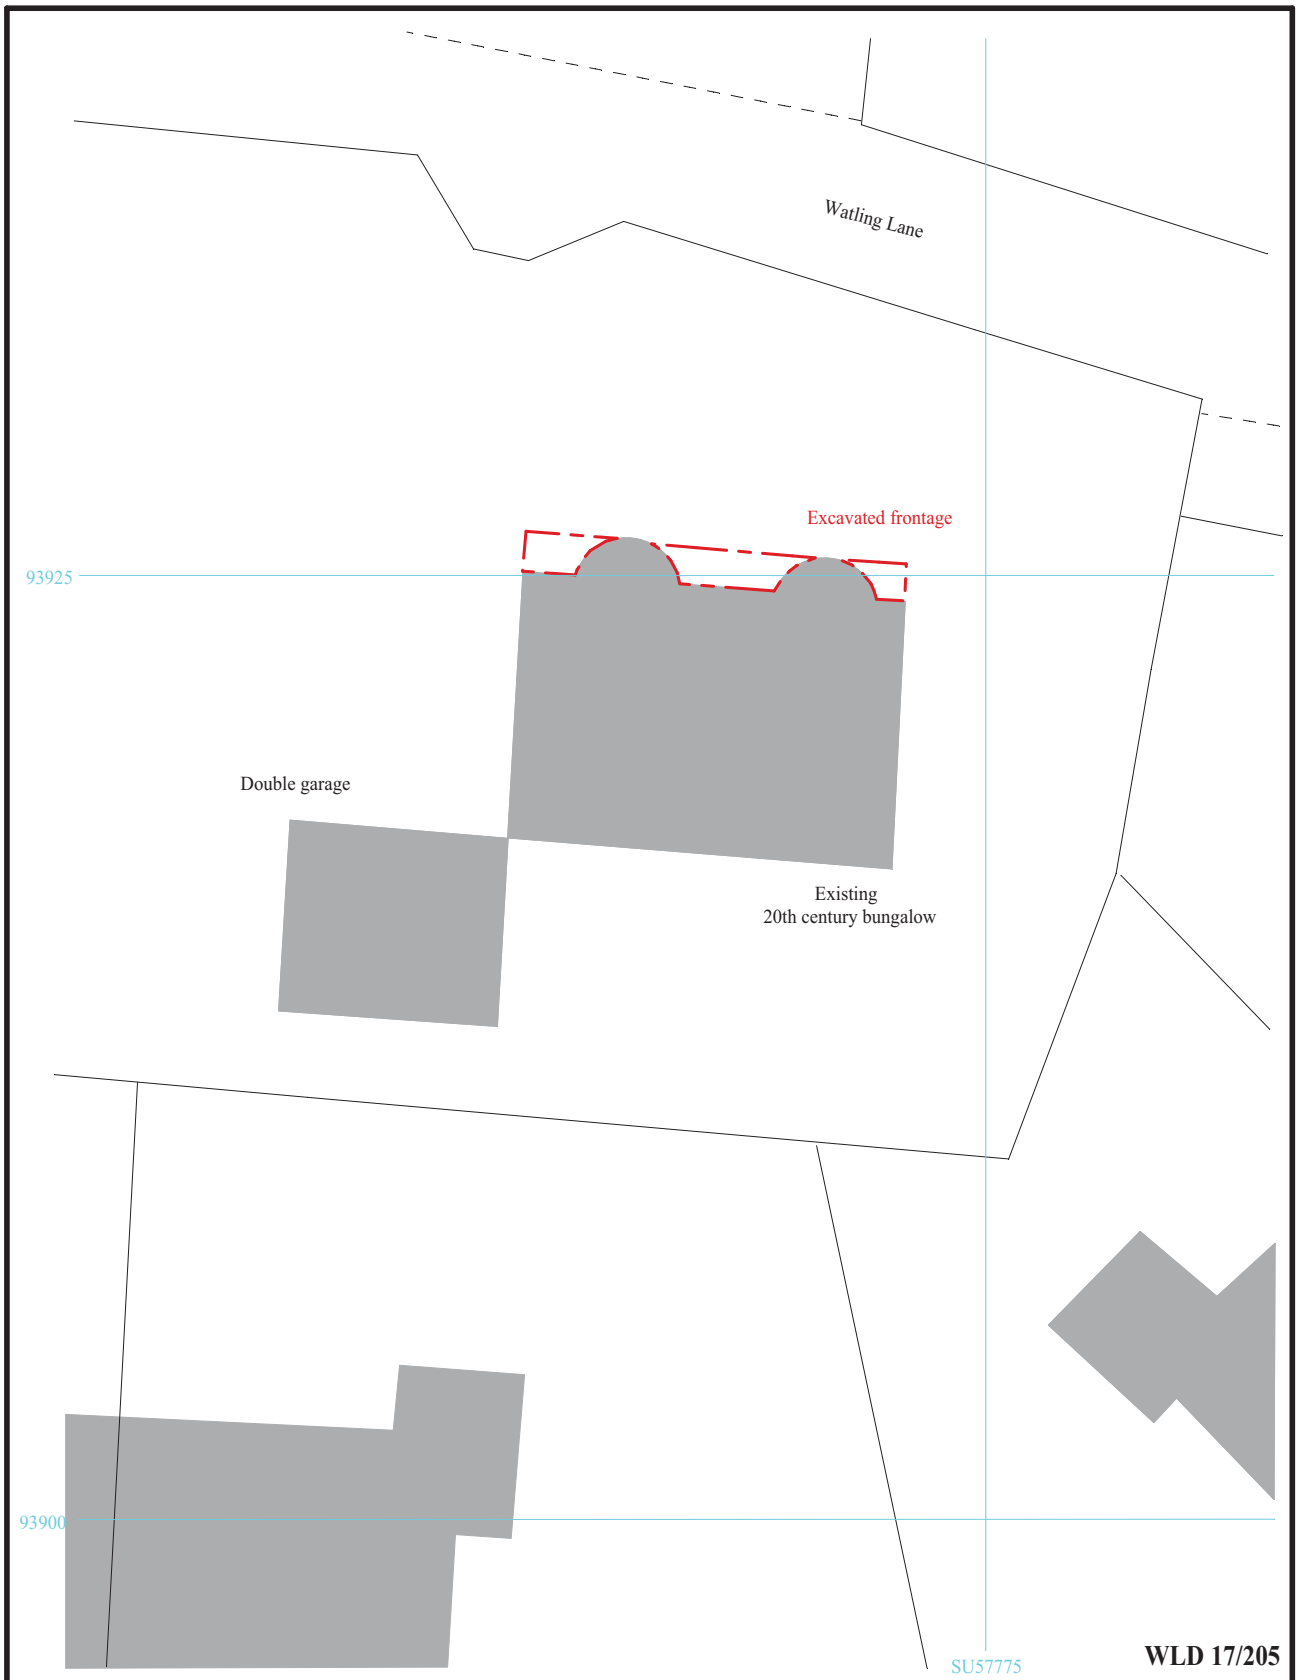 Watling Lane
Excavated frontage
93925
Double garage
Existing
20th century bungalow
93900
SU57775
WLD 17/205